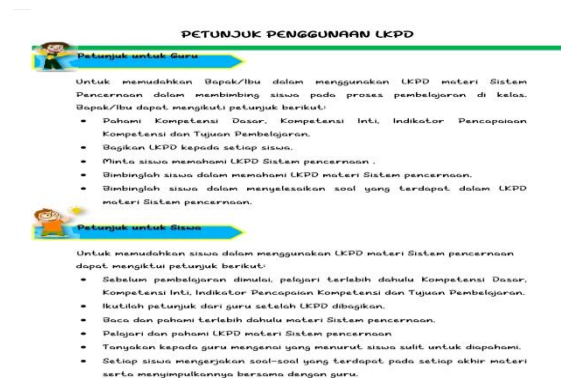 PETUNJUK PENGGUNAAN LKPD
Petunjuk untuk Guru
Untuk memudahkan Bapak/Ibu dalam menggunakan LKPD materi Sistem
Pencernaan dalam membimbing siswa pada proses pembelajaran di kelas.
Bapak/Ibu dapat mengikuti petunjuk berikut:
• Pahami Kompetensi Dasar, Kompetensi Inti, Indikator Pencapaian
Kompetensi dan Tujuan Pembelajaran.
• Bagikan LKPD kepada setiap siswa.
• Minta siswa memahami LKPD Sistem pencernaan .
• Bimbinglah siswa dalam memahami LKPD materi Sistem pencernaan.
• Bimbinglah siswa dalam menyelesaikan soal yang terdapat dalam LKPD
materi Sistem pencernaan.
Petunjuk untuk Siswa
Untuk memudahkan siswa dalam menggunakan LKPD materi Sistem pencernaan
dapat mengiktui petunjuk berikut:
• Sebelum pembelajaran dimulai, pelajari terlebih dahulu Kompetensi Dasar,
Kompetensi Inti, Indikator Pencapaian Kompetensi dan Tujuan Pembelajaran.
• Ikutilah petunjuk dari guru setelah LKPD dibagikan.
• Baca dan pahami terlebih dahulu materi Sistem pencernaan.
• Pelajari dan pahami LKPD materi Sistem pencernaan
• Tanyakan kepada guru mengenai yang menurut siswa sulit untuk diapahami.
• Setiap siswa mengerjakan soal-soal yang terdapat pada setiap akhir materi
serta menyimpulkannya bersama dengan guru.